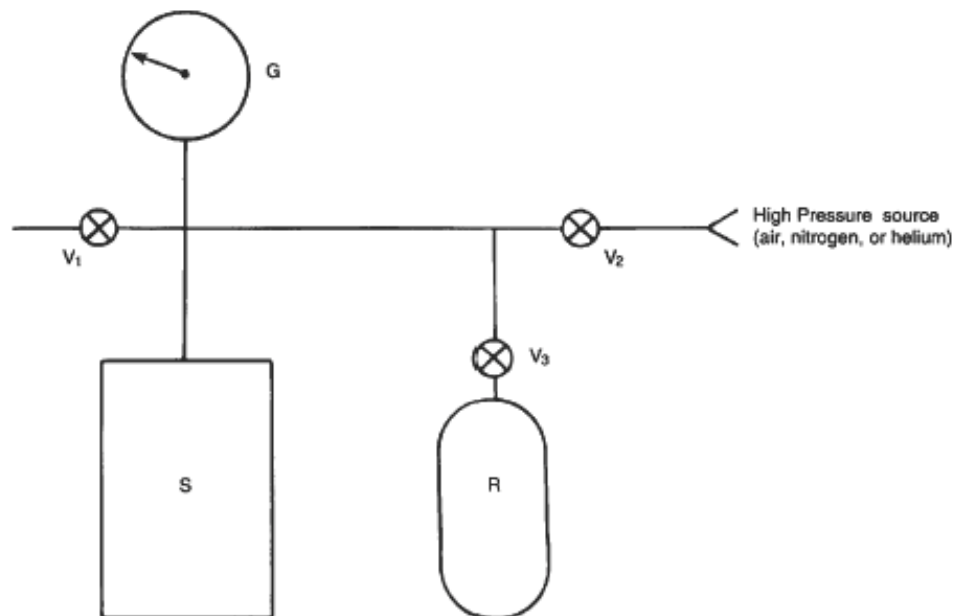 G
High Pressure source
(air, nitrogen, or helium)
V₁
V₂
V₃
S
R